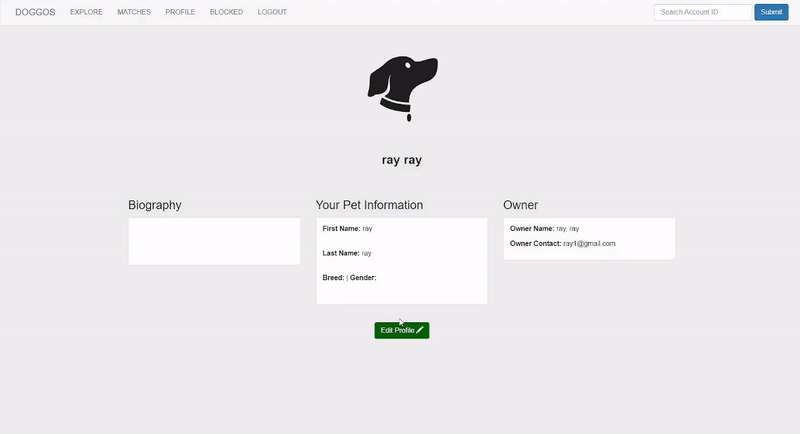 DOGGOS EXPLORE MATCHES PROFILE BLOCKED LOGOUT Search Account ID Submit
ray ray
Biography
Your Pet Information
First Name: ray
Last Name: ray
Breed: | Gender:
Owner
Owner Name: ray, ray
Owner Contact: ray1@gmail.com
Edit Profile